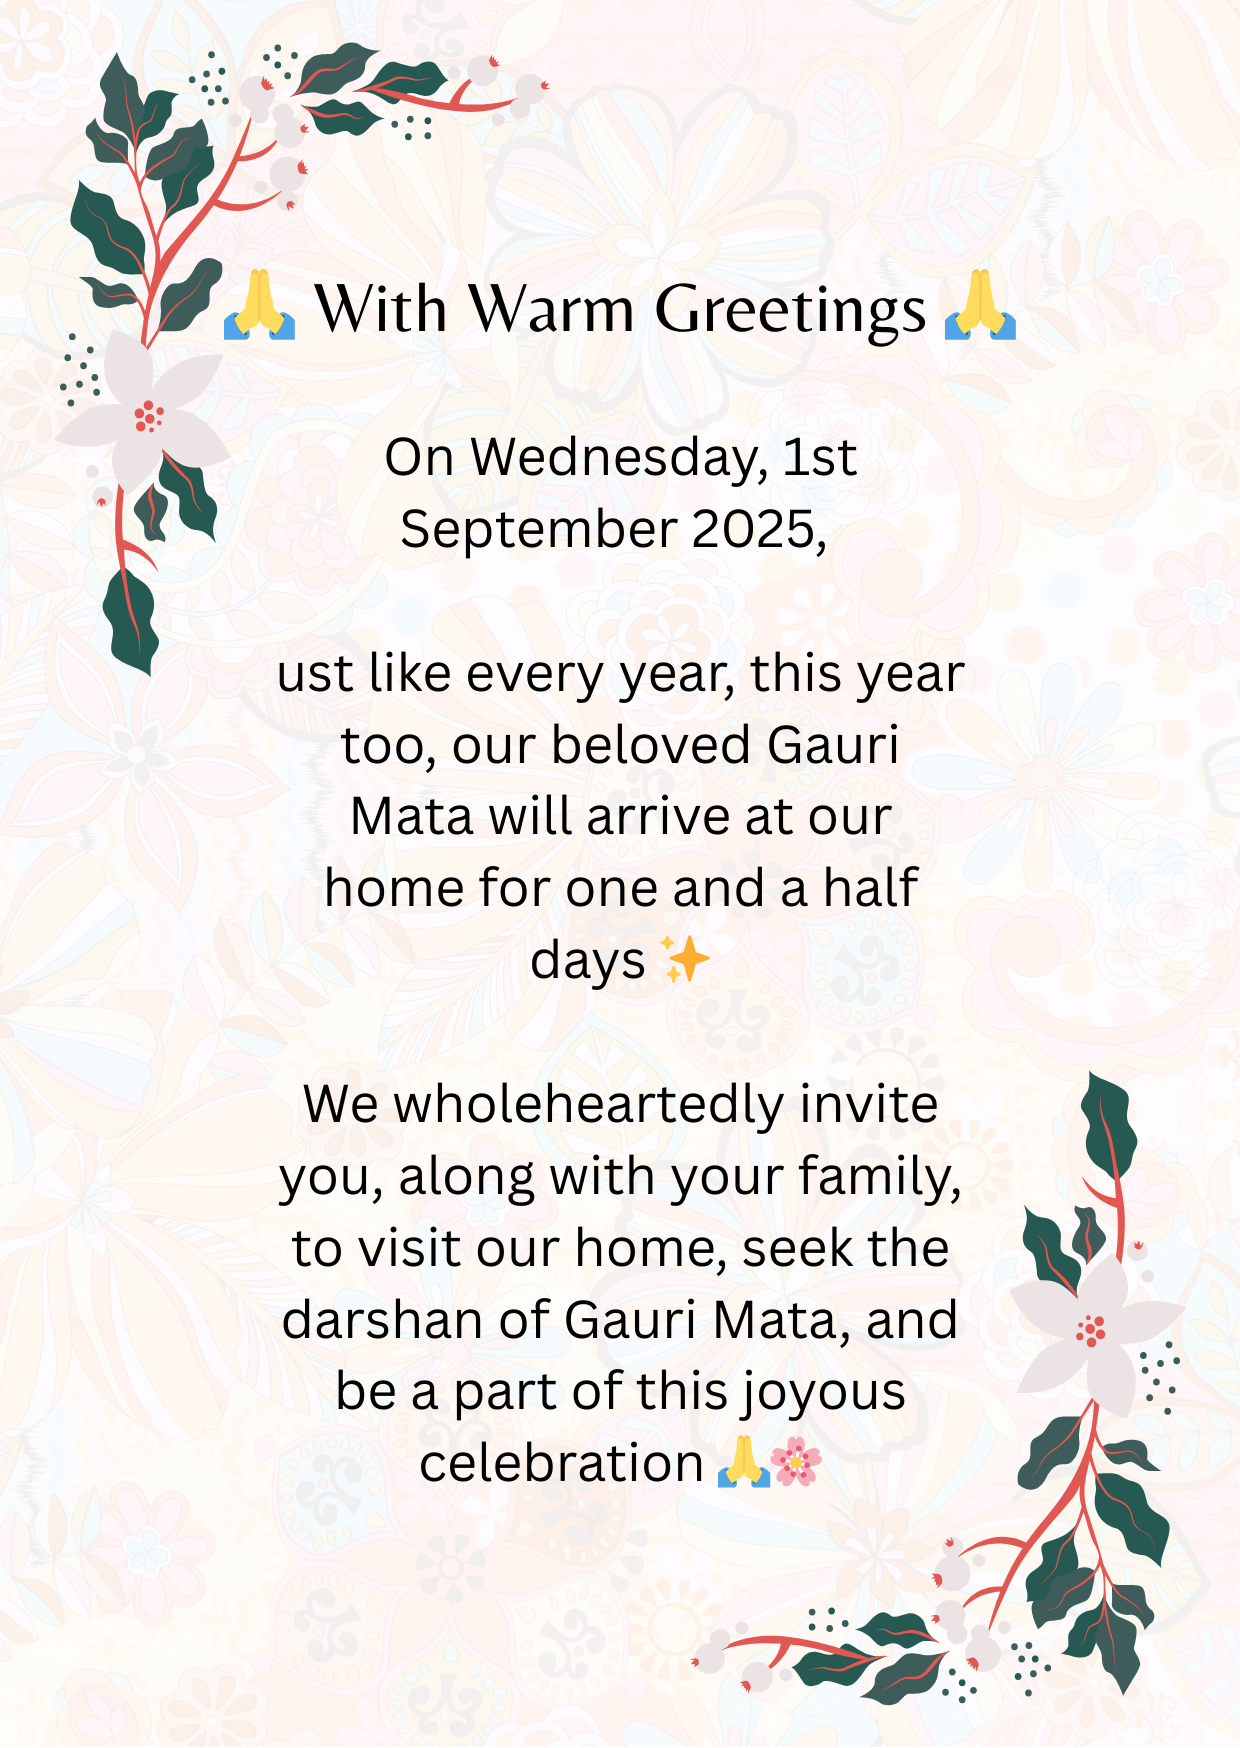 🙏 With Warm Greetings 🙏
On Wednesday, 1st
September 2025,
ust like every year, this year
too, our beloved Gauri
Mata will arrive at our
home for one and a half
days ✨
We wholeheartedly invite
you, along with your family,
to visit our home, seek the
darshan of Gauri Mata, and
be a part of this joyous
celebration 🙏🌸